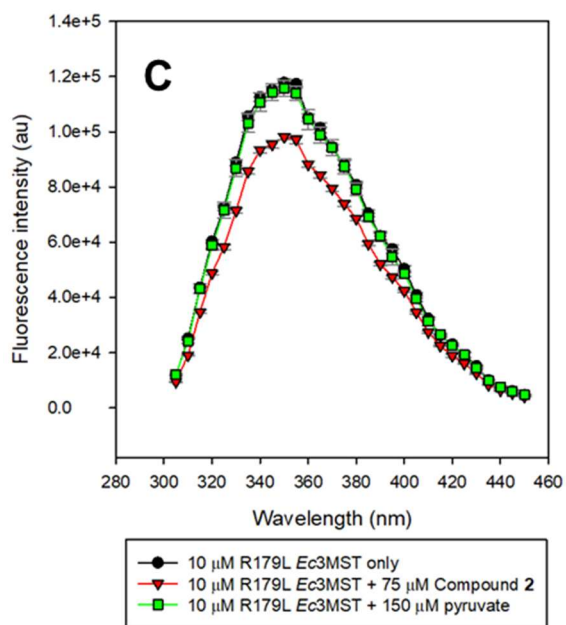 C
1.4e+5
1.2e+5
1.0e+5
8.0e+4
6.0e+4
4.0e+4
2.0e+4
0.0
Fluorescence intensity (au)
280 300 320 340 360 380 400 420 440 460
Wavelength (nm)
10 μM R179L Ec3MST only
10 μM R179L Ec3MST + 75 μM Compound 2
10 μM R179L Ec3MST + 150 μM pyruvate